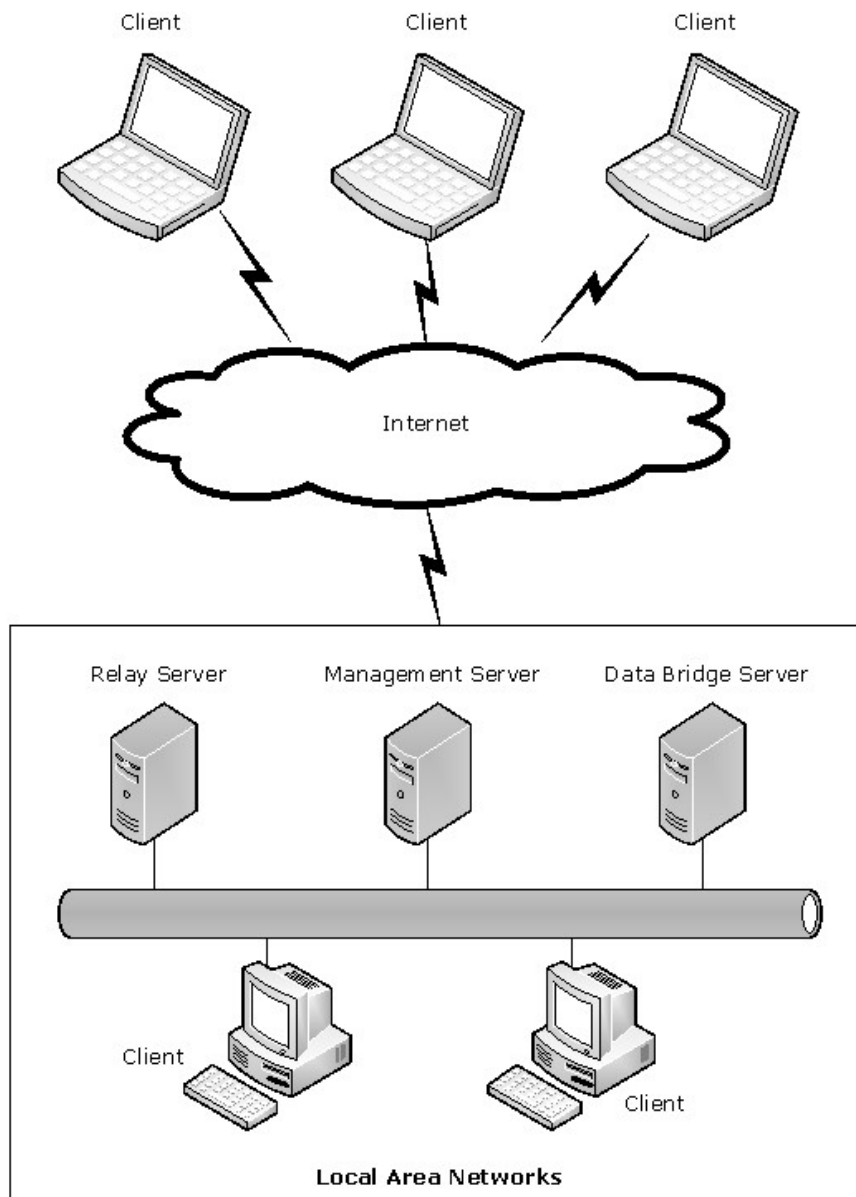 Client
Client
Client
Internet
Relay Server
Management Server
Data Bridge Server
Client
Client
Local Area Networks